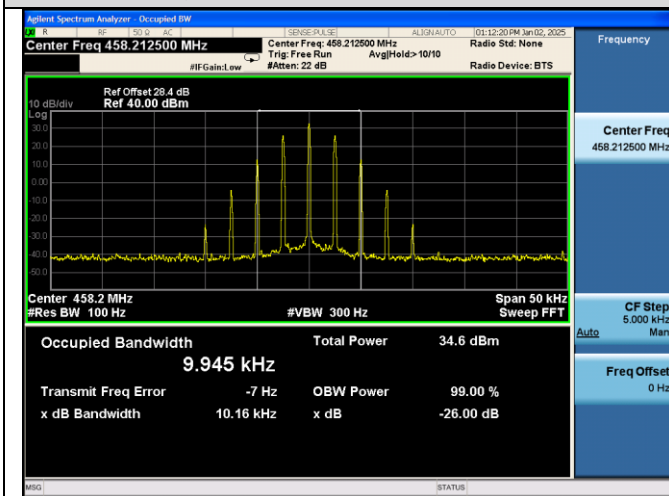 Agilent Spectrum Analyzer - Occupied BW
R RF 50 Ω AC SENSE:PULSE ALIGNAUTO 01:12:20 PM Jan 02, 2025
Center Freq 458.212500 MHz
Center Freq: 458.212500 MHz Radio Std: None
Trig: Free Run Avg|Hold:>10/10
#IFGain:Low #Atten: 22 dB Radio Device: BTS
Frequency
Ref Offset 28.4 dB
10 dB/div Ref 40.00 dBm
Log
30.0
20.0
10.0
0.00
-10.0
-20.0
-30.0
-40.0
-50.0
Center 458.2 MHz Span 50 kHz
#Res BW 100 Hz #VBW 300 Hz Sweep FFT
Center Freq
458.212500 MHz
CF Step
5.000 kHz
Auto Man
Freq Offset
0 Hz
Occupied Bandwidth Total Power 34.6 dBm
9.945 kHz
Transmit Freq Error -7 Hz OBW Power 99.00 %
x dB Bandwidth 10.16 kHz x dB -26.00 dB
MSG STATUS